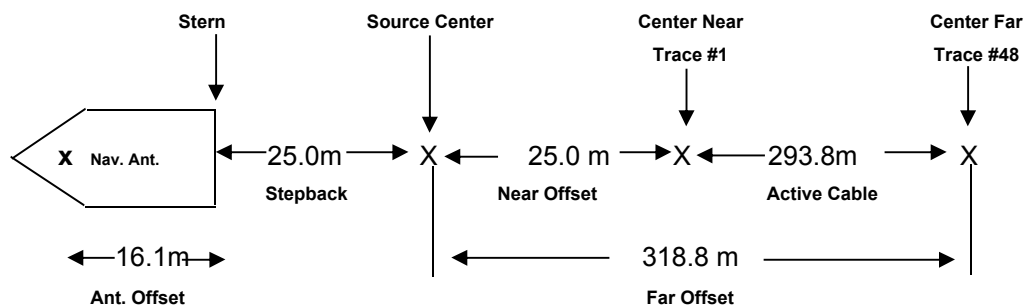 Stern
Source Center
Center Near
Trace #1
Center Far
Trace #48
X Nav. Ant.
25.0m
X
25.0 m
X
293.8m
X
Stepback
Near Offset
Active Cable
16.1m
318.8 m
Ant. Offset
Far Offset